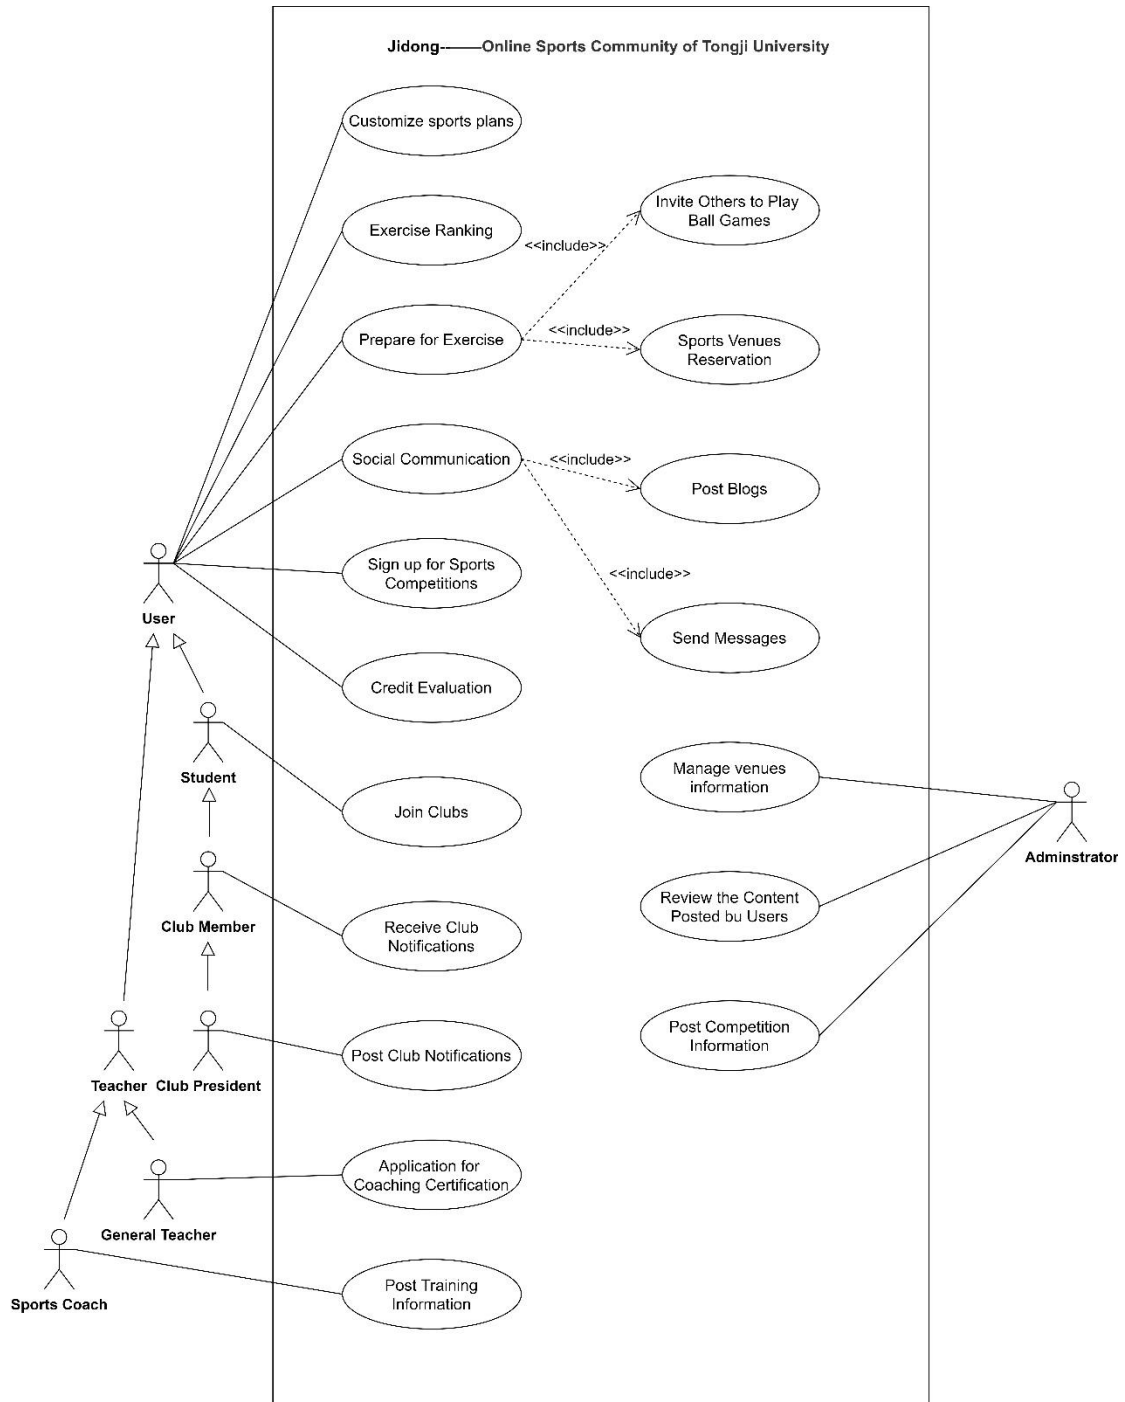 Jidong--——Online Sports Community of Tongji University
Customize sports plans
Invite Others to Play
Ball Games
Exercise Ranking
<<include>>
Prepare for Exercise
<<include>>
Sports Venues
Reservation
Social Communication
<<include>>
Post Blogs
Sign up for Sports
Competitions
<<include>>
User
Send Messages
Credit Evaluation
Student
Manage venues
information
Join Clubs
Adminstrator
Club Member
Receive Club
Notifications
Review the Content
Posted bu Users
Teacher
Club President
Post Club Notifications
Post Competition
Information
General Teacher
Application for
Coaching Certification
Sports Coach
Post Training
Information